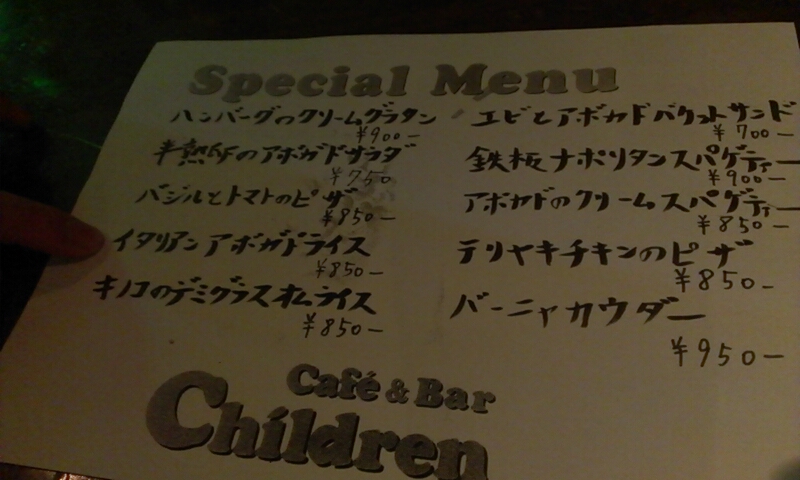 Special Menu
ハンバーグのクリームグラタン
¥900-
半熟卵のアボガドサラダ
¥750
バジルとトマトのピザ
¥850-
イタリアンアボガドライス
¥850-
キノコのデミグラスオムライス
¥850-
エビとアボカドバケットサンド
¥700-
鉄板ナポリタンスパゲティー
¥900-
アボカドのクリームスパゲティー
¥850-
テリヤキチキンのピザ
¥850-
バーニャカウダー
¥950-
Café & Bar
Children